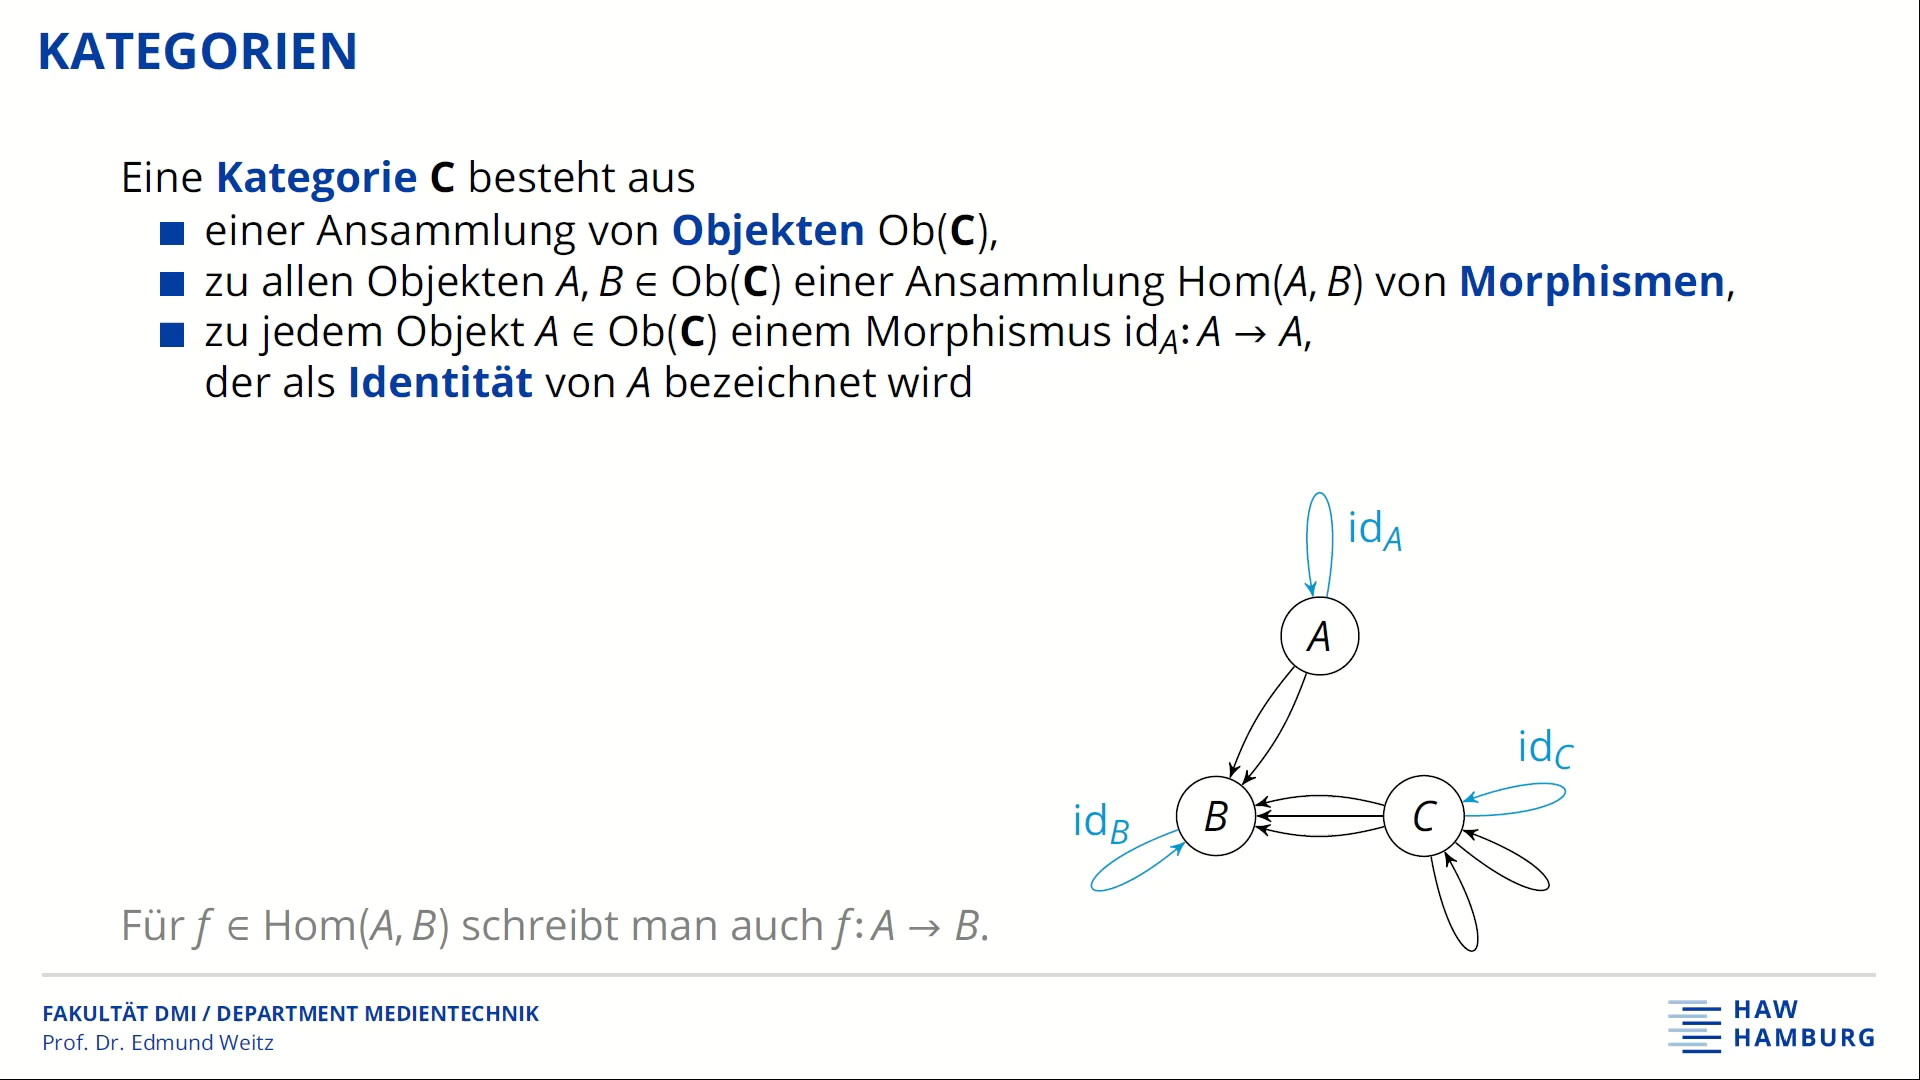 KATEGORIEN
Eine Kategorie C besteht aus
einer Ansammlung von Objekten Ob(C),
zu allen Objekten A, B ∈ Ob(C) einer Ansammlung Hom(A, B) von Morphismen,
zu jedem Objekt A ∈ Ob(C) einem Morphismus id_A: A → A,
der als Identität von A bezeichnet wird
id_A
A
id_C
id_B
B
C
Für f ∈ Hom(A, B) schreibt man auch f: A → B.
FAKULTÄT DMI / DEPARTMENT MEDIENTECHNIK
Prof. Dr. Edmund Weitz
HAW
HAMBURG